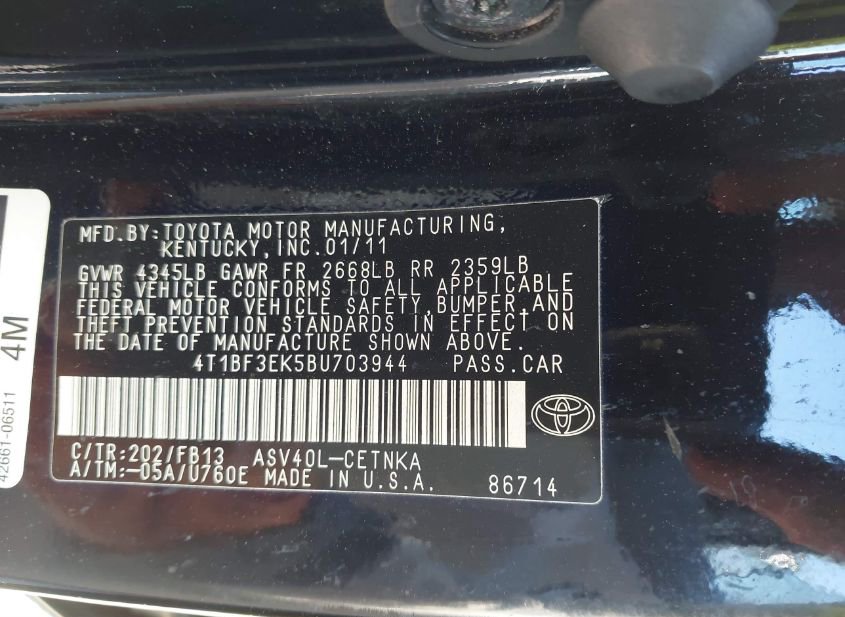 MFD.BY:TOYOTA MOTOR MANUFACTURING,
KENTUCKY,INC.01/11
GVWR 4345LB GAWR FR 2668LB RR 2359LB
THIS VEHICLE CONFORMS TO ALL APPLICABLE
FEDERAL MOTOR VEHICLE SAFETY,BUMPER,AND
THEFT PREVENTION STANDARDS IN EFFECT ON
THE DATE OF MANUFACTURE SHOWN ABOVE.
4T1BF3EK5BU703944 PASS.CAR
C/TR:202/FB13 ASV40L-CETNKA
A/TM:-05A/U760E MADE IN U.S.A. 86714
4M
42661-06511